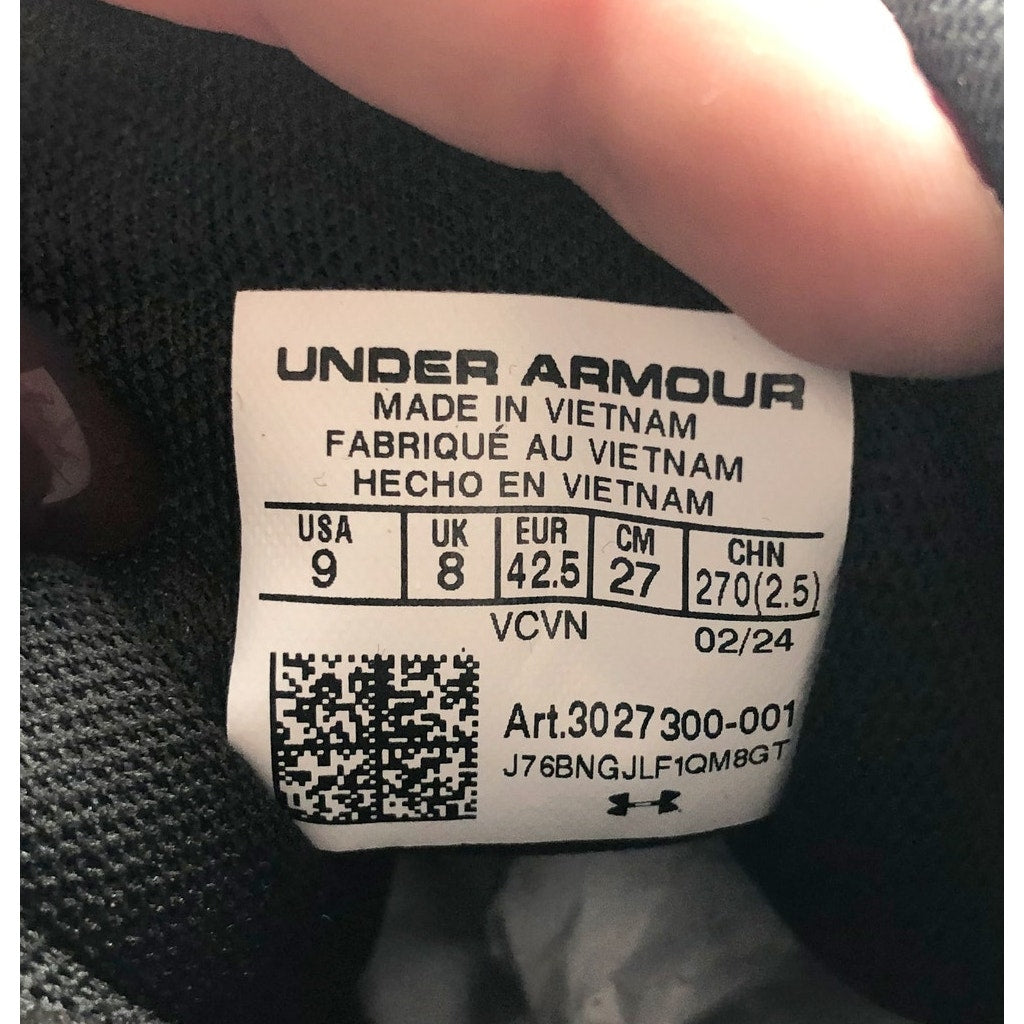 UNDER ARMOUR
MADE IN VIETNAM
FABRIQUÉ AU VIETNAM
HECHO EN VIETNAM
USA UK EUR CM CHN
9 8 42.5 27 270(2.5)
VCVN 02/24
Art.3027300-001
J76BNGJLF1QM8GT